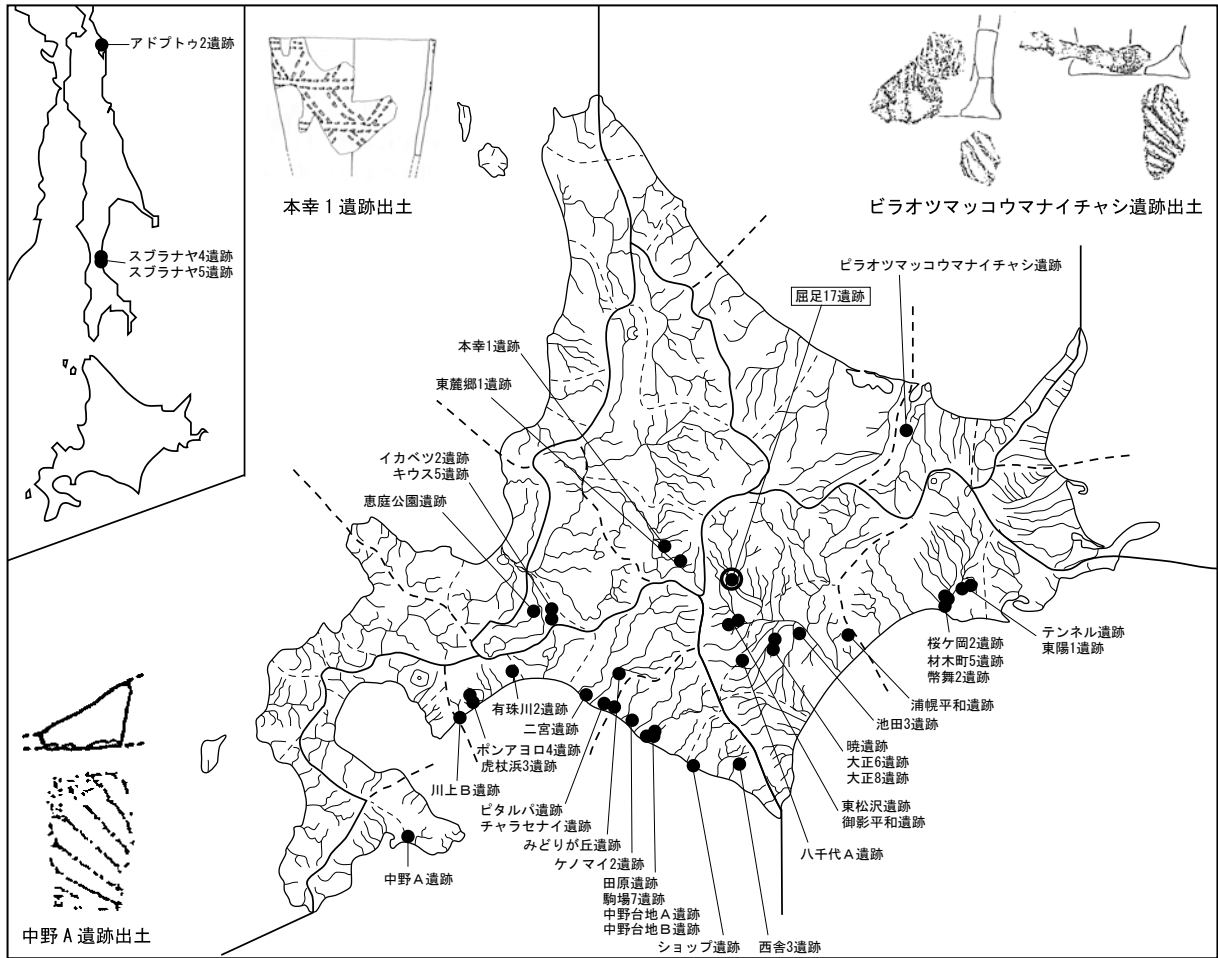 アドプトゥ2遺跡
スブラナヤ4遺跡
スブラナヤ5遺跡
本幸1遺跡出土
ビラオツマッコウマナイチャシ遺跡出土
ピラオツマッコウマナイチャシ遺跡
屈足17遺跡
本幸1遺跡
東麓郷1遺跡
イカベツ2遺跡
キウス5遺跡
恵庭公園遺跡
テンネル遺跡
東陽1遺跡
桜ケ岡2遺跡
材木町5遺跡
幣舞2遺跡
浦幌平和遺跡
池田3遺跡
暁遺跡
大正6遺跡
大正8遺跡
東松沢遺跡
御影平和遺跡
八千代A遺跡
有珠川2遺跡
二宮遺跡
ポンアヨロ4遺跡
虎杖浜3遺跡
川上B遺跡
ピタルパ遺跡
チャラセナイ遺跡
みどりが丘遺跡
ケノマイ2遺跡
田原遺跡
駒場7遺跡
中野台地A遺跡
中野台地B遺跡
ショップ遺跡
西舎3遺跡
中野A遺跡
中野A遺跡出土